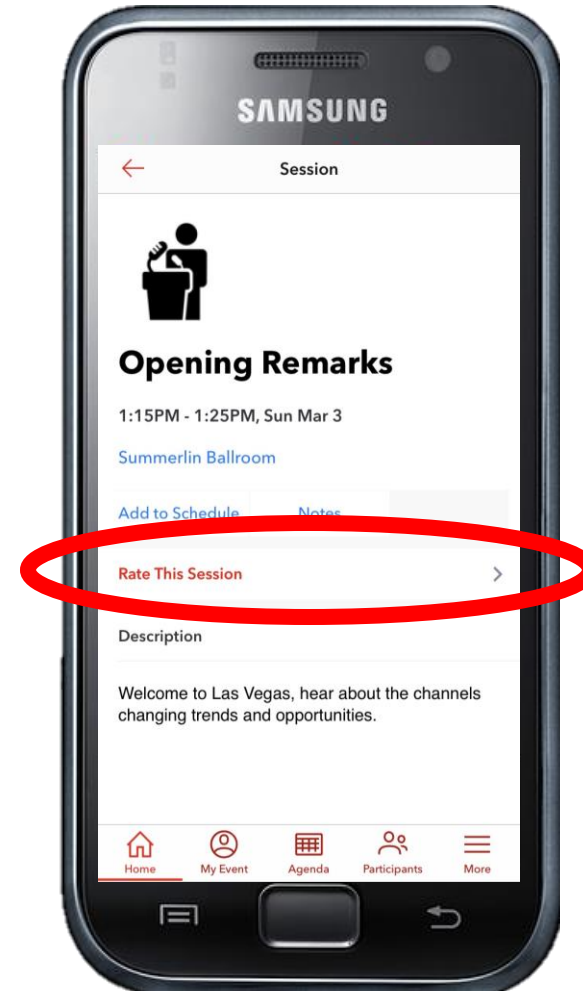 SAMSUNG
Session
Opening Remarks
1:15PM - 1:25PM, Sun Mar 3
Summerlin Ballroom
Add to Schedule Notes
Rate This Session
Description
Welcome to Las Vegas, hear about the channels
changing trends and opportunities.
Home My Event Agenda Participants More